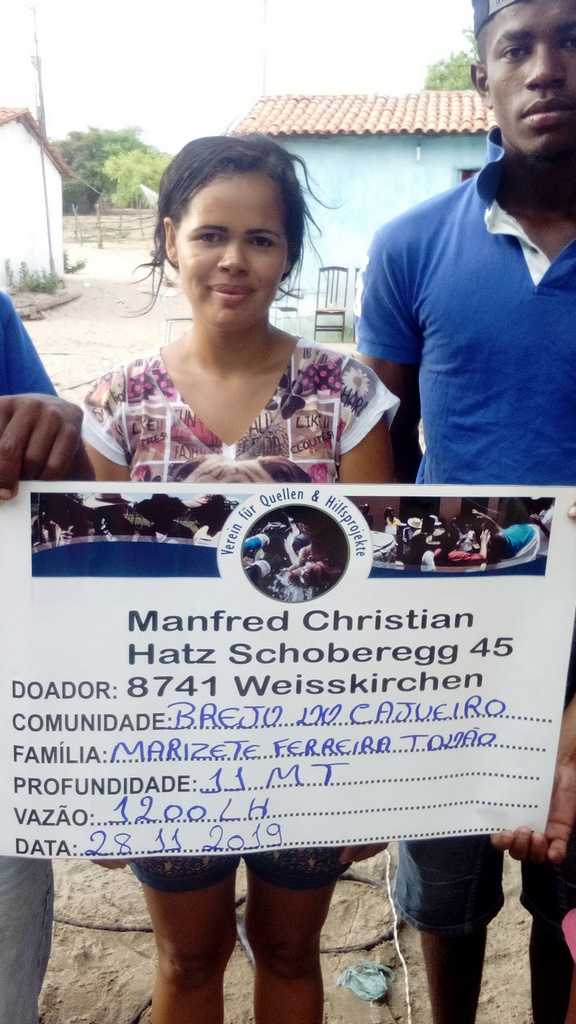 Verein für Quellen & Hilfsprojekte
Manfred Christian
Hatz Schoberegg 45
DOADOR: 8741 Weisskirchen
COMUNIDADE: BREJO DO CAJUEIRO
FAMÍLIA: MARIZETE FERREIRA
PROFUNDIDADE: 11 MT
VAZÃO: 1200 LH
DATA: 28 11 2019